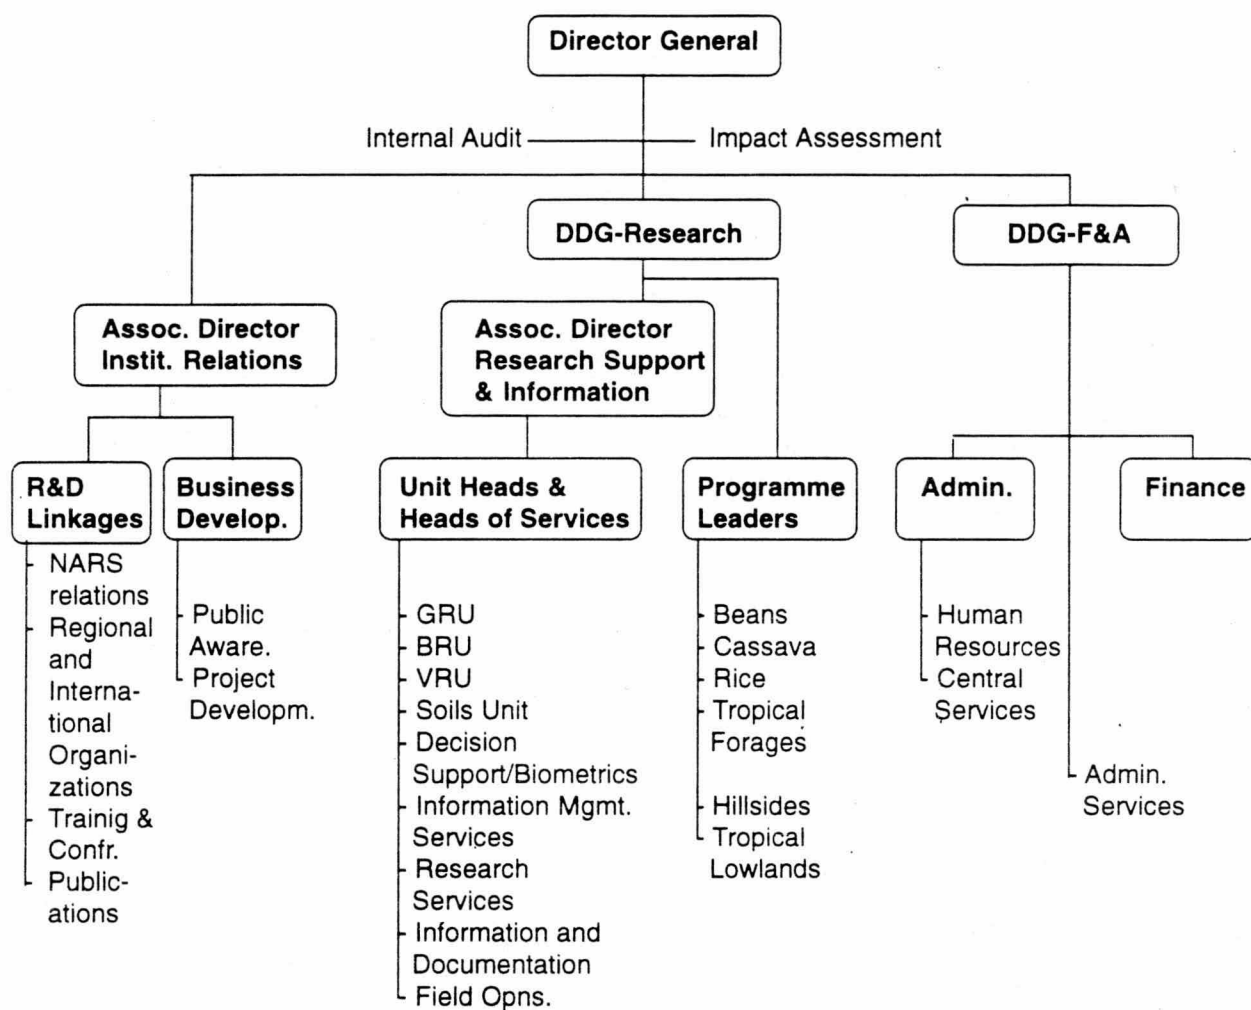 Director General
Internal Audit
Impact Assessment
DDG-Research
DDG-F&A
Assoc. Director
Instit. Relations
Assoc. Director
Research Support
& Information
R&D
Linkages
NARS
relations
Regional
and
Interna-
tional
Organi-
zations
Trainig &
Confr.
Public-
ations
Business
Develop.
Public
Aware.
Project
Developm.
Unit Heads &
Heads of Services
GRU
BRU
VRU
Soils Unit
Decision
Support/Biometrics
Information Mgmt.
Services
Research
Services
Information and
Documentation
Field Opns.
Programme
Leaders
Beans
Cassava
Rice
Tropical
Forages
Hillsides
Tropical
Lowlands
Admin.
Human
Resources
Central
Services
Admin.
Services
Finance